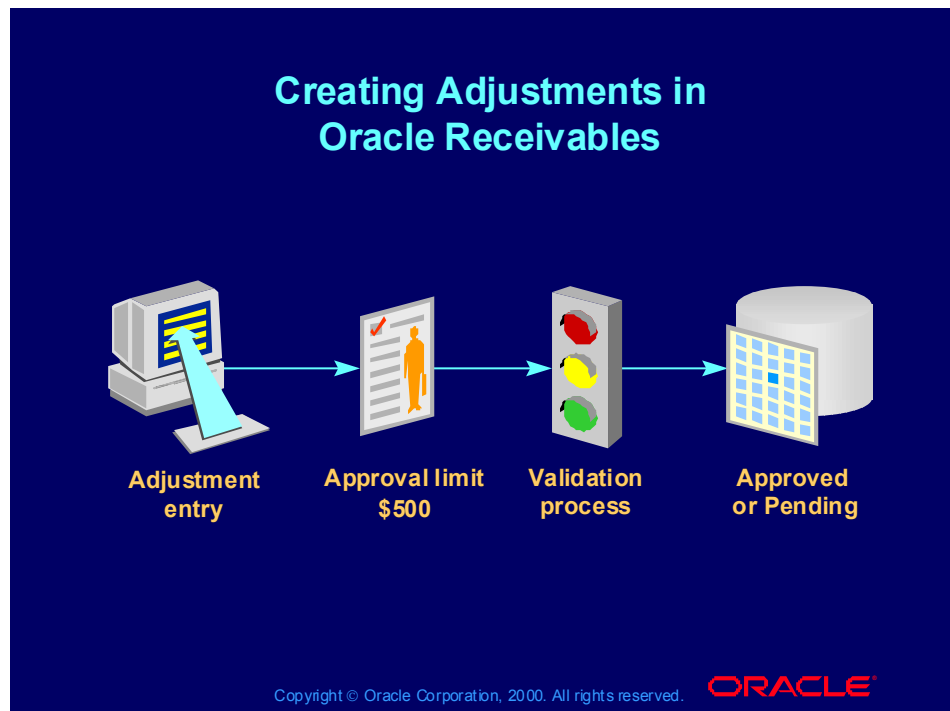 Creating Adjustments in
Oracle Receivables
Adjustment
entry
Approval limit
$500
Validation
process
Approved
or Pending
Copyright © Oracle Corporation, 2000. All rights reserved.
ORACLE®